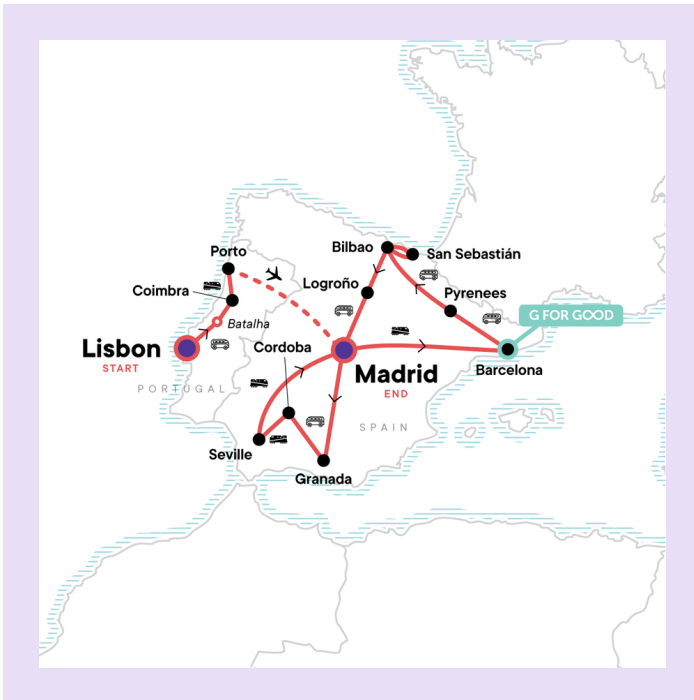 Bilbao
San Sebastián
Porto
Logroño
Coimbra
Pyrenees
G FOR GOOD
Batalha
Lisbon
START
Cordoba
Madrid
END
Barcelona
PORTUGAL
SPAIN
Seville
Granada